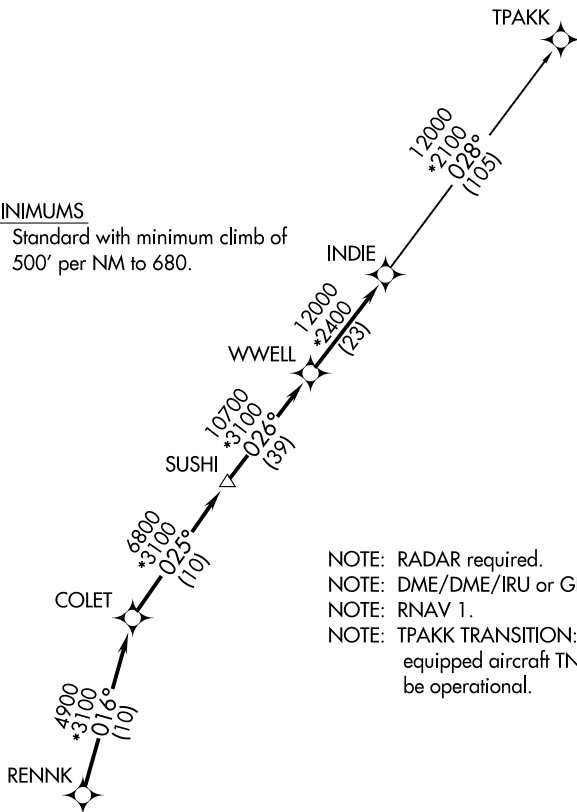 TPAKK
12000
*2100
028°
(105)
INIMUMS
Standard with minimum climb of
500' per NM to 680.
INDIE
12000
*2400
(23)
WWELL
10700
*3100
026°
(39)
SUSHI
6800
*3100
025°
(10)
NOTE: RADAR required.
NOTE: DME/DME/IRU or
NOTE: RNAV 1.
NOTE: TPAKK TRANSITION:
equipped aircraft
be operational.
COLET
4900
*3100
016°
(10)
RENNK